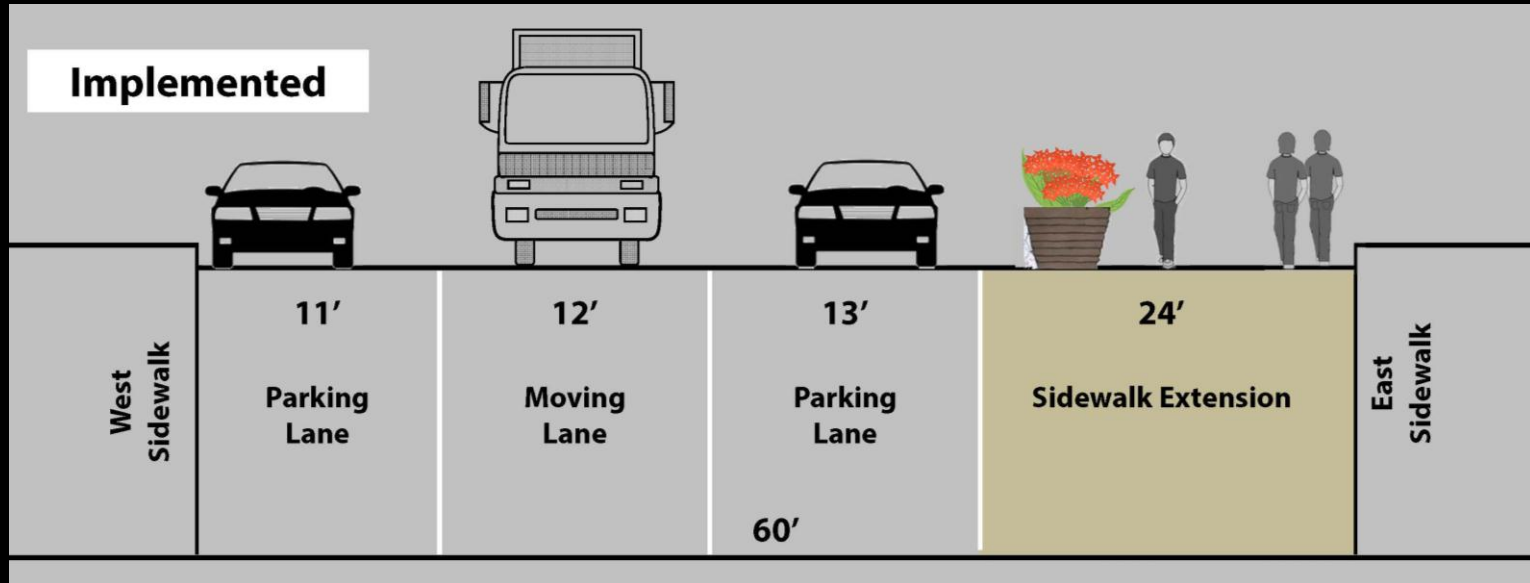 Implemented
11’
12’
13’
24’
West
Sidewalk
Parking
Lane
Moving
Lane
Parking
Lane
Sidewalk Extension
East
Sidewalk
60’